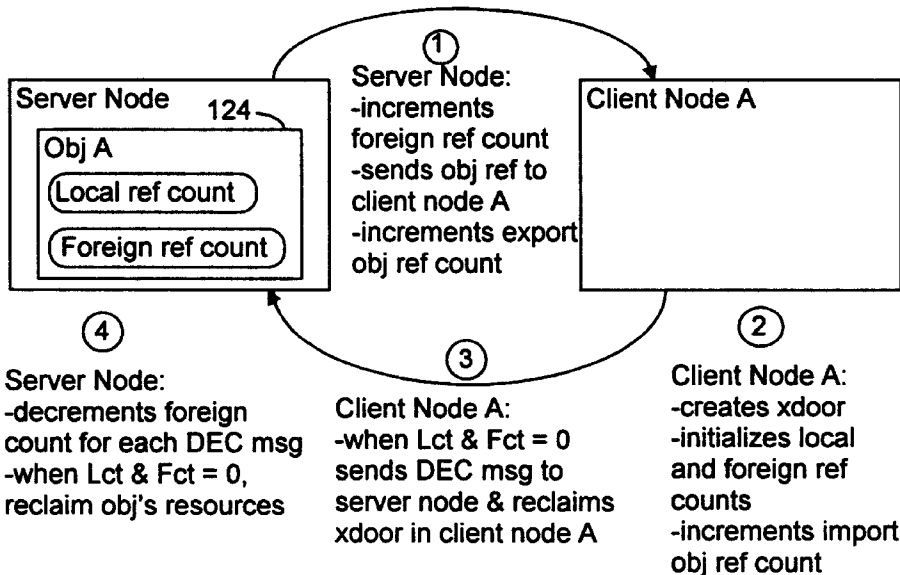 1
Server Node:
-increments
foreign ref count
-sends obj ref to
client node A
-increments export
obj ref count
Server Node
124
Obj A
Local ref count
Foreign ref count
Client Node A
2
Client Node A:
-creates xdoor
-initializes local
and foreign ref
counts
-increments import
obj ref count
3
Client Node A:
-when Lct & Fct = 0
sends DEC msg to
server node & reclaims
xdoor in client node A
4
Server Node:
-decrements foreign
count for each DEC msg
-when Lct & Fct = 0,
reclaim obj's resources